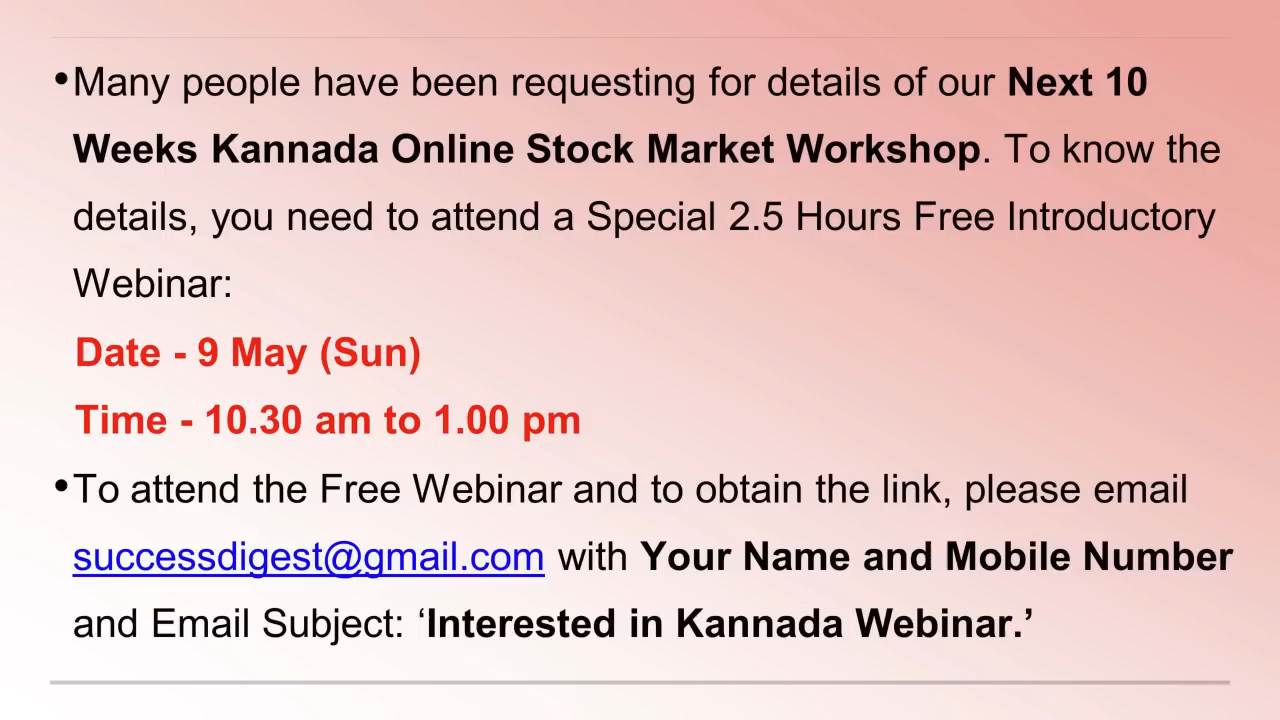 •Many people have been requesting for details of our Next 10
Weeks Kannada Online Stock Market Workshop. To know the
details, you need to attend a Special 2.5 Hours Free Introductory
Webinar:
Date - 9 May (Sun)
Time - 10.30 am to 1.00 pm
•To attend the Free Webinar and to obtain the link, please email
successdigest@gmail.com with Your Name and Mobile Number
and Email Subject: ‘Interested in Kannada Webinar.’